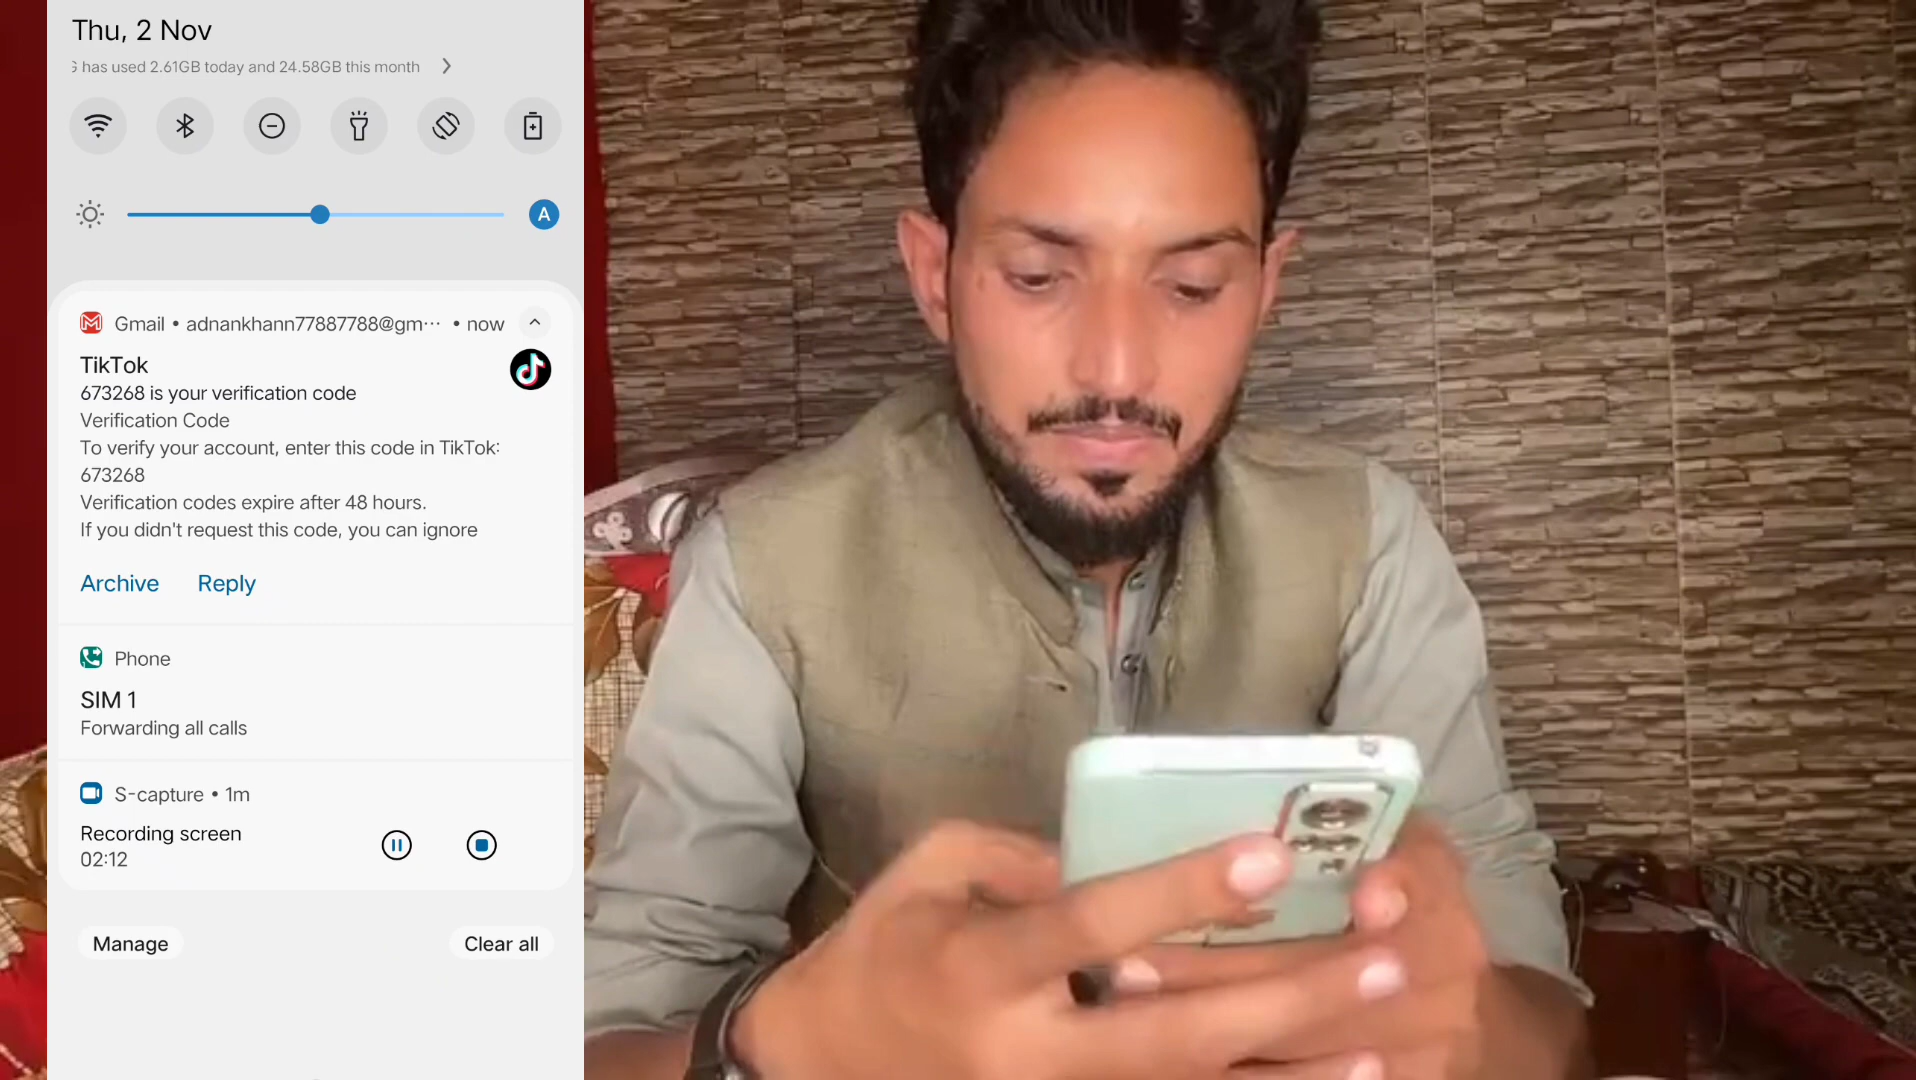 Thu, 2 Nov
has used 2.61GB today and 24.58GB this month
A
Gmail • adnankhann77887788@gm... • now
TikTok
673268 is your verification code
Verification Code
To verify your account, enter this code in TikTok:
673268
Verification codes expire after 48 hours.
If you didn't request this code, you can ignore
Archive Reply
Phone
SIM 1
Forwarding all calls
S-capture • 1m
Recording screen
02:12
Manage Clear all